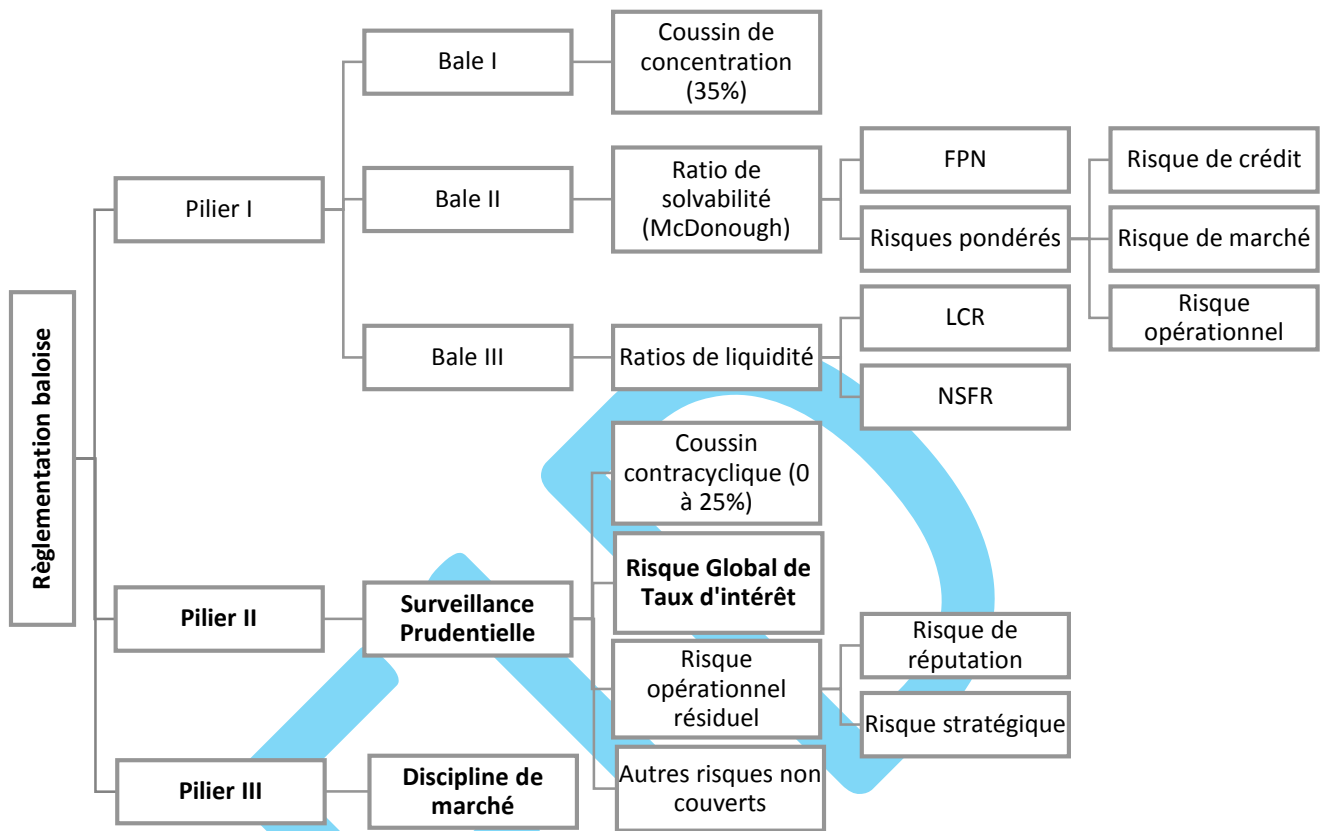 Règlementation baloise
Pilier I
Bale I
Coussin de
concentration
(35%)
Bale II
Ratio de
solvabilité
(McDonough)
FPN
Risques pondérés
Risque de crédit
Risque de marché
Risque
opérationnel
Bale III
Ratios de liquidité
LCR
NSFR
Pilier II
Surveillance
Prudentielle
Coussin
contracyclique (0
à 25%)
Risque Global de
Taux d'intérêt
Risque
opérationnel
résiduel
Risque de
réputation
Risque stratégique
Autres risques non
couverts
Pilier III
Discipline de
marché